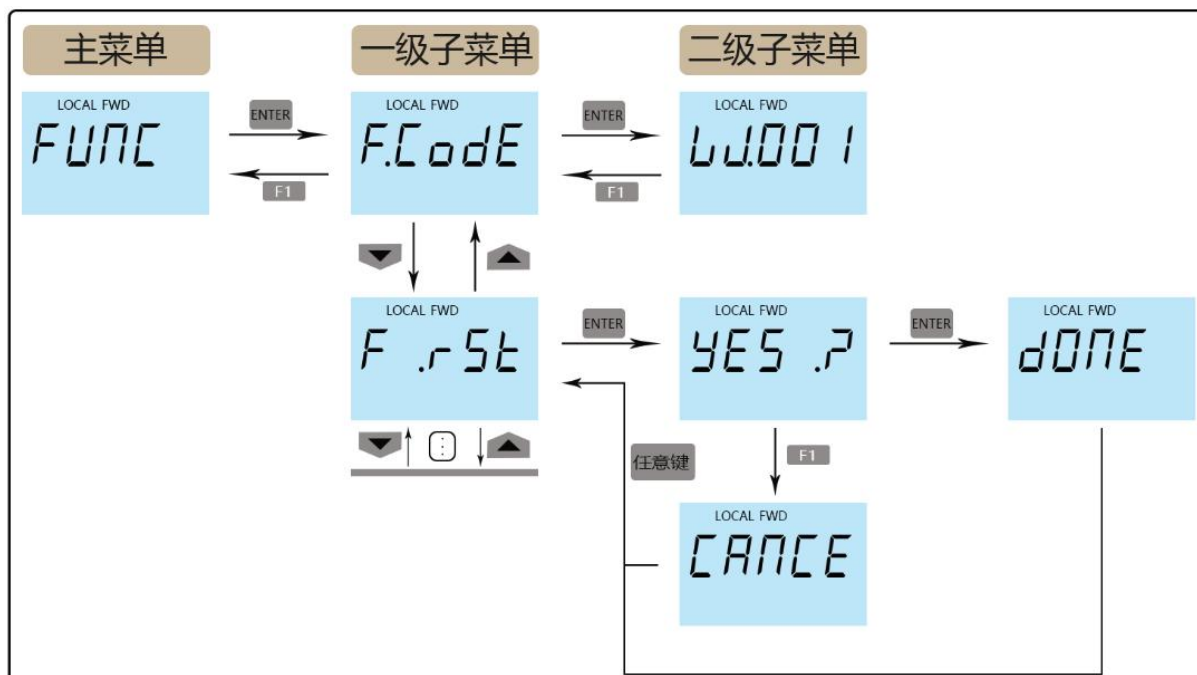 主菜单
一级子菜单
二级子菜单
LOCAL FWD
FUNC
ENTER
F1
LOCAL FWD
F.CodE
ENTER
F1
LOCAL FWD
LJ.001
LOCAL FWD
F .rSt
ENTER
LOCAL FWD
YES .?
ENTER
LOCAL FWD
dONE
任意键
F1
LOCAL FWD
CANCE